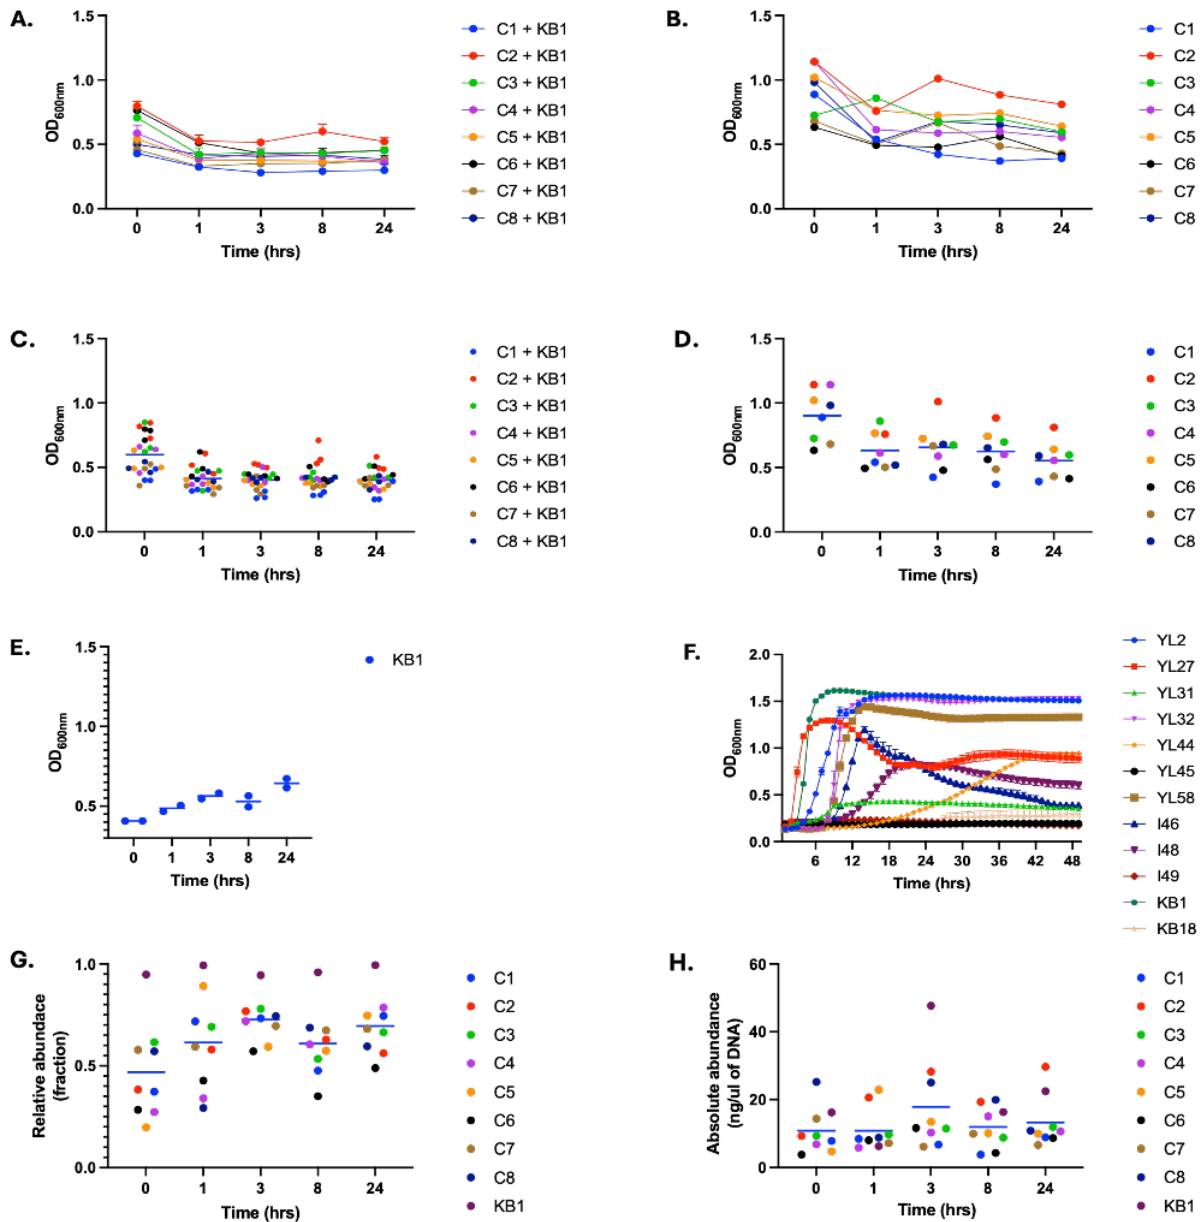 A.
1.5
1.0
0.5
0.0
OD600nm
0 1 3 8 24
Time (hrs)
C1 + KB1
C2 + KB1
C3 + KB1
C4 + KB1
C5 + KB1
C6 + KB1
C7 + KB1
C8 + KB1
B.
1.5
1.0
0.5
0.0
OD600nm
0 1 3 8 24
Time (hrs)
C1
C2
C3
C4
C5
C6
C7
C8
C.
1.5
1.0
0.5
0.0
OD600nm
0 1 3 8 24
Time (hrs)
C1 + KB1
C2 + KB1
C3 + KB1
C4 + KB1
C5 + KB1
C6 + KB1
C7 + KB1
C8 + KB1
D.
1.5
1.0
0.5
0.0
OD600nm
0 1 3 8 24
Time (hrs)
C1
C2
C3
C4
C5
C6
C7
C8
E.
1.5
1.0
0.5
OD600nm
0 1 3 8 24
Time (hrs)
KB1
F.
2.0
1.5
1.0
0.5
0.0
OD600nm
6 12 18 24 30 36 42 48
Time (hrs)
YL2
YL27
YL31
YL32
YL44
YL45
YL58
I46
I48
I49
KB1
KB18
G.
1.0
0.5
0.0
Relative abundace
(fraction)
0 1 3 8 24
Time (hrs)
C1
C2
C3
C4
C5
C6
C7
C8
KB1
H.
60
40
20
0
Absolute abundance
(ng/ul of DNA)
0 1 3 8 24
Time (hrs)
C1
C2
C3
C4
C5
C6
C7
C8
KB1